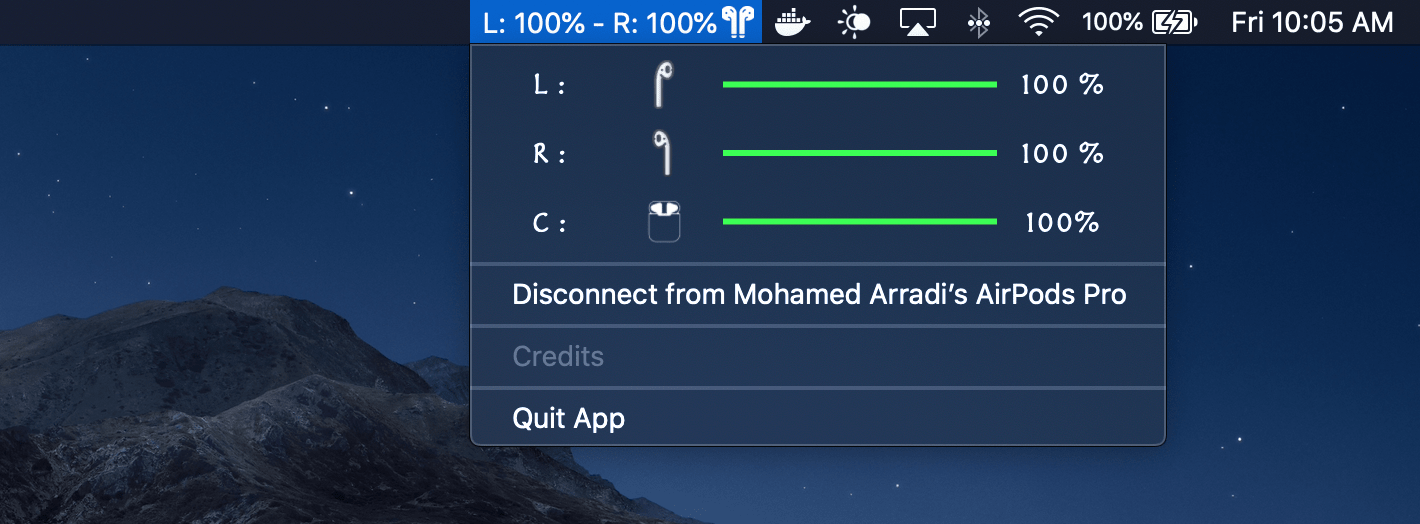 L: 100% - R: 100% 100% Fri 10:05 AM
L : 100 %
R : 100 %
C : 100%
Disconnect from Mohamed Arradi’s AirPods Pro
Credits
Quit App